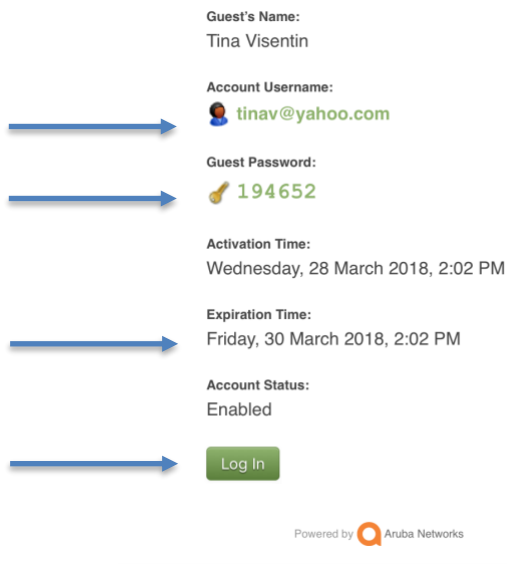 Guest's Name:
Tina Visentin
Account Username:
tinav@yahoo.com
Guest Password:
194652
Activation Time:
Wednesday, 28 March 2018, 2:02 PM
Expiration Time:
Friday, 30 March 2018, 2:02 PM
Account Status:
Enabled
Log In
Powered by Aruba Networks